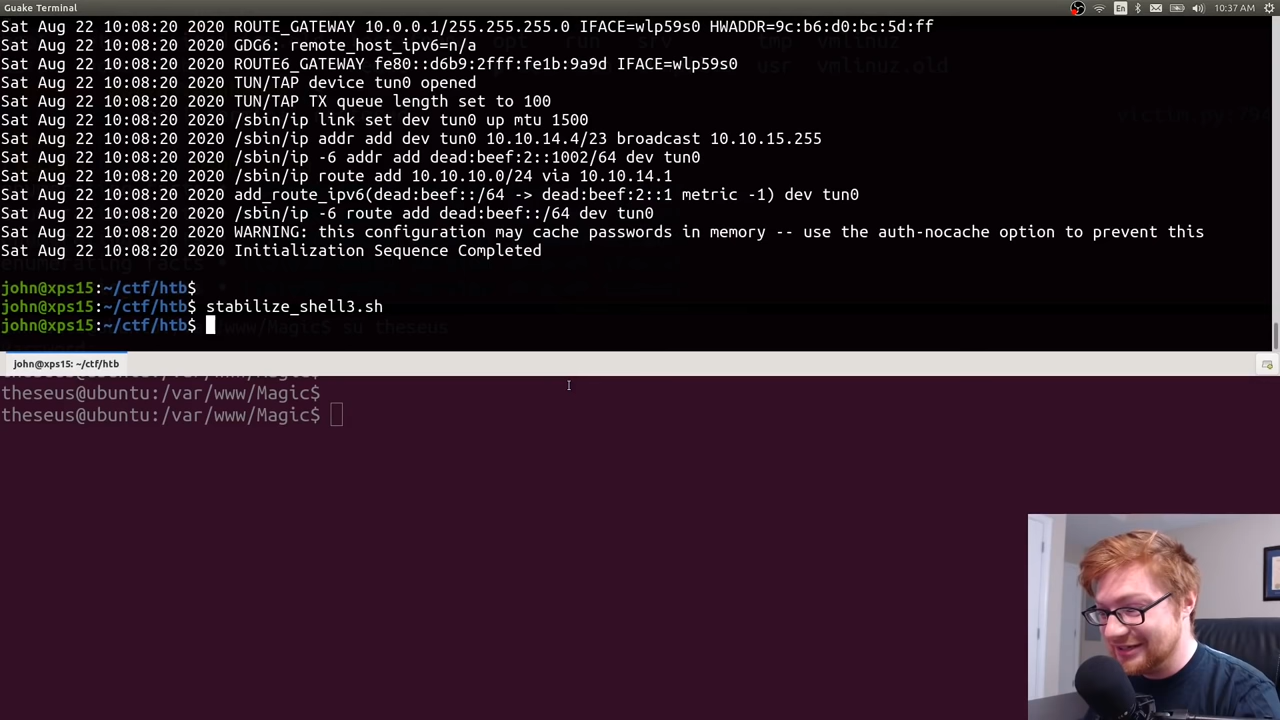 Guake Terminal
En
10:37 AM
Sat Aug 22 10:08:20 2020 ROUTE_GATEWAY 10.0.0.1/255.255.255.0 IFACE=wlp59s0 HWADDR=9c:b6:d0:bc:5d:ff
Sat Aug 22 10:08:20 2020 GDG6: remote_host_ipv6=n/a
Sat Aug 22 10:08:20 2020 ROUTE6_GATEWAY fe80::d6b9:2fff:fe1b:9a9d IFACE=wlp59s0
Sat Aug 22 10:08:20 2020 TUN/TAP device tun0 opened
Sat Aug 22 10:08:20 2020 TUN/TAP TX queue length set to 100
Sat Aug 22 10:08:20 2020 /sbin/ip link set dev tun0 up mtu 1500
Sat Aug 22 10:08:20 2020 /sbin/ip addr add dev tun0 10.10.14.4/23 broadcast 10.10.15.255
Sat Aug 22 10:08:20 2020 /sbin/ip -6 addr add dead:beef:2::1002/64 dev tun0
Sat Aug 22 10:08:20 2020 /sbin/ip route add 10.10.10.0/24 via 10.10.14.1
Sat Aug 22 10:08:20 2020 add_route_ipv6(dead:beef::/64 -> dead:beef:2::1 metric -1) dev tun0
Sat Aug 22 10:08:20 2020 /sbin/ip -6 route add dead:beef::/64 dev tun0
Sat Aug 22 10:08:20 2020 WARNING: this configuration may cache passwords in memory -- use the auth-nocache option to prevent this
Sat Aug 22 10:08:20 2020 Initialization Sequence Completed
john@xps15:~/ctf/htb$
john@xps15:~/ctf/htb$ stabilize_shell3.sh
john@xps15:~/ctf/htb$
john@xps15: ~/ctf/htb
theseus@ubuntu:/var/www/Magic$
theseus@ubuntu:/var/www/Magic$